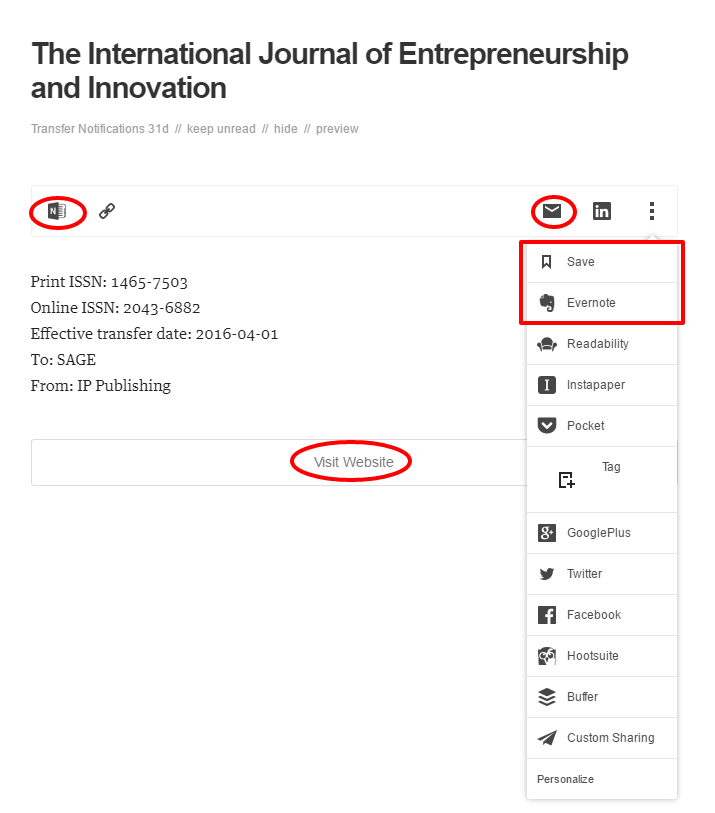 The International Journal of Entrepreneurship
and Innovation
Transfer Notifications 31d // keep unread // hide // preview
N
Print ISSN: 1465-7503
Online ISSN: 2043-6882
Effective transfer date: 2016-04-01
To: SAGE
From: IP Publishing
Visit Website
Save
Evernote
Readability
Instapaper
Pocket
Tag
GooglePlus
Twitter
Facebook
Hootsuite
Buffer
Custom Sharing
Personalize